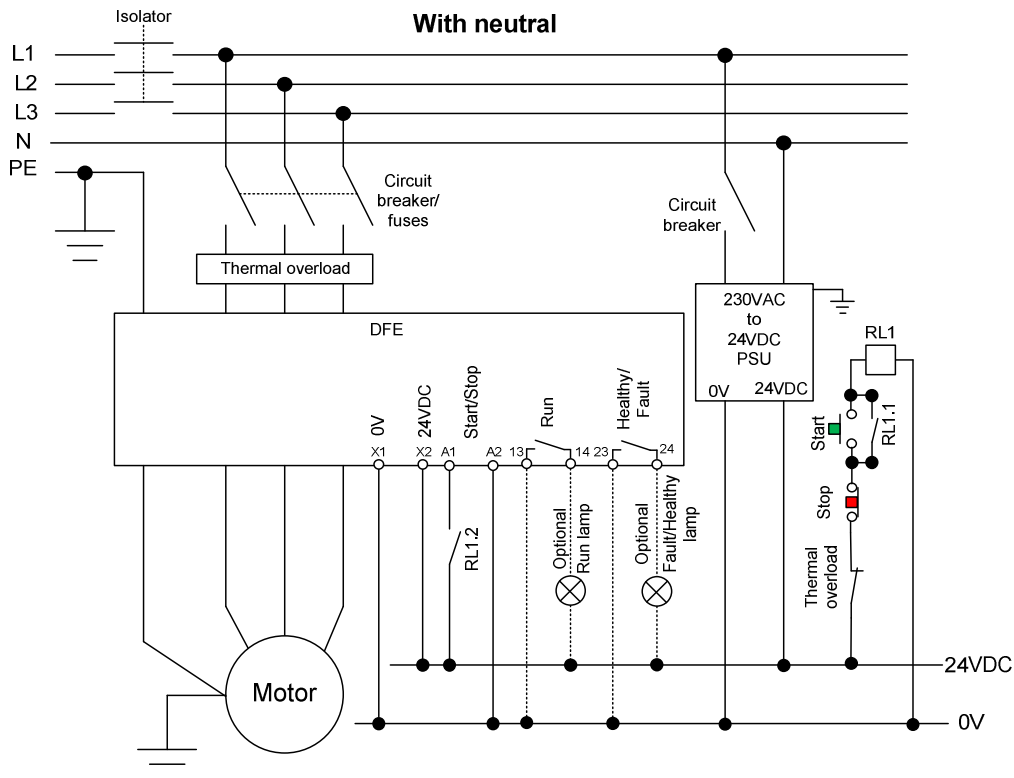 Isolator
With neutral
L1
L2
L3
N
PE
Circuit
breaker/
fuses
Circuit
breaker
Thermal overload
230VAC
to
24VDC
PSU
0V
24VDC
RL1
DFE
0V
24VDC
Start/Stop
Run
Healthy/
Fault
X1
X2
A1
A2
13
14
23
24
Start
RL1.1
Stop
RL1.2
Optional
Run lamp
Optional
Fault/Healthy
lamp
Thermal
overload
24VDC
Motor
0V